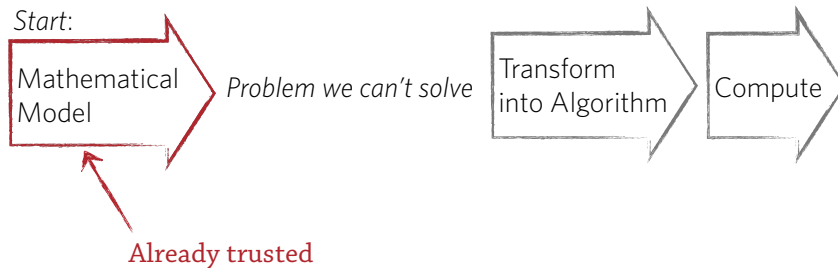 Start:
Mathematical
Model
Problem we can't solve
Transform
into Algorithm
Compute
Already trusted